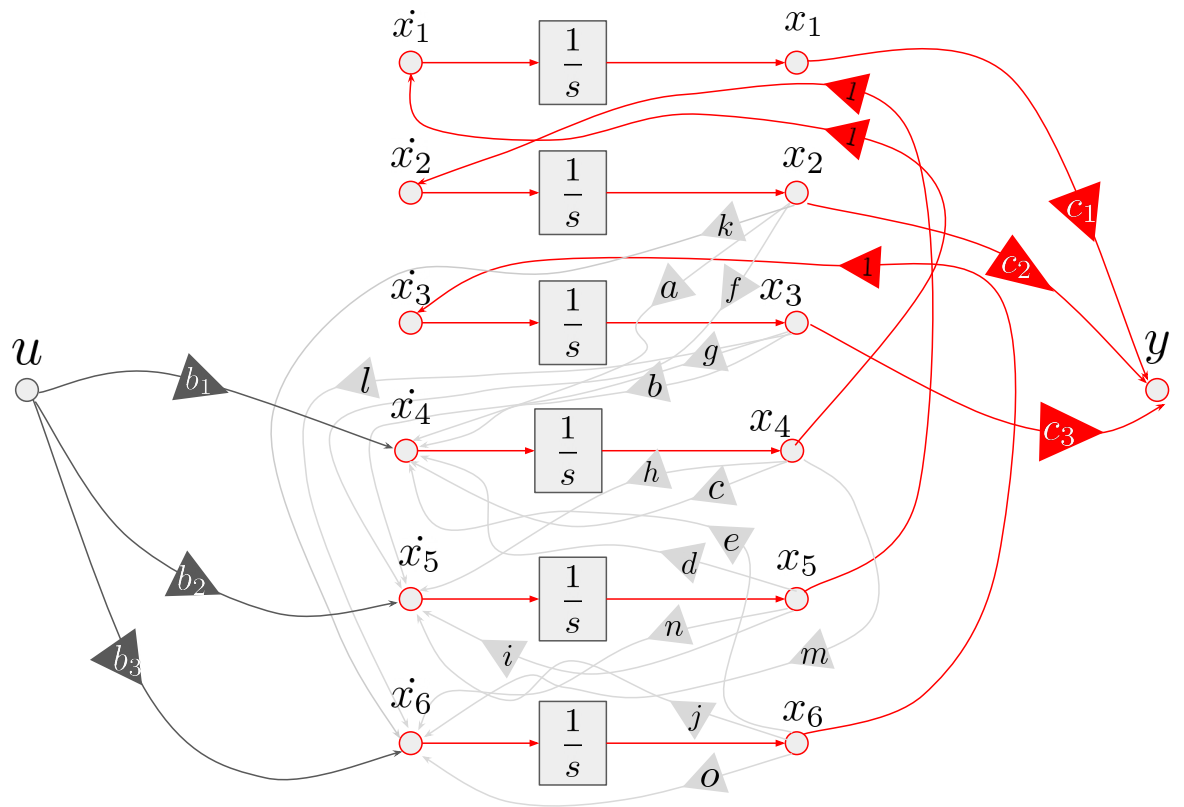 ẋ₁ 1/s x₁
1
1
ẋ₂ 1/s x₂
c₁
k
c₂
1
ẋ₃ a f x₃
1/s
u
y
g
l b
b₁
ẋ₄ 1/s x₄
c₃
h c
e
ẋ₅ d x₅
1/s
b₂
n
i m
b₃
ẋ₆ 1/s j x₆
o